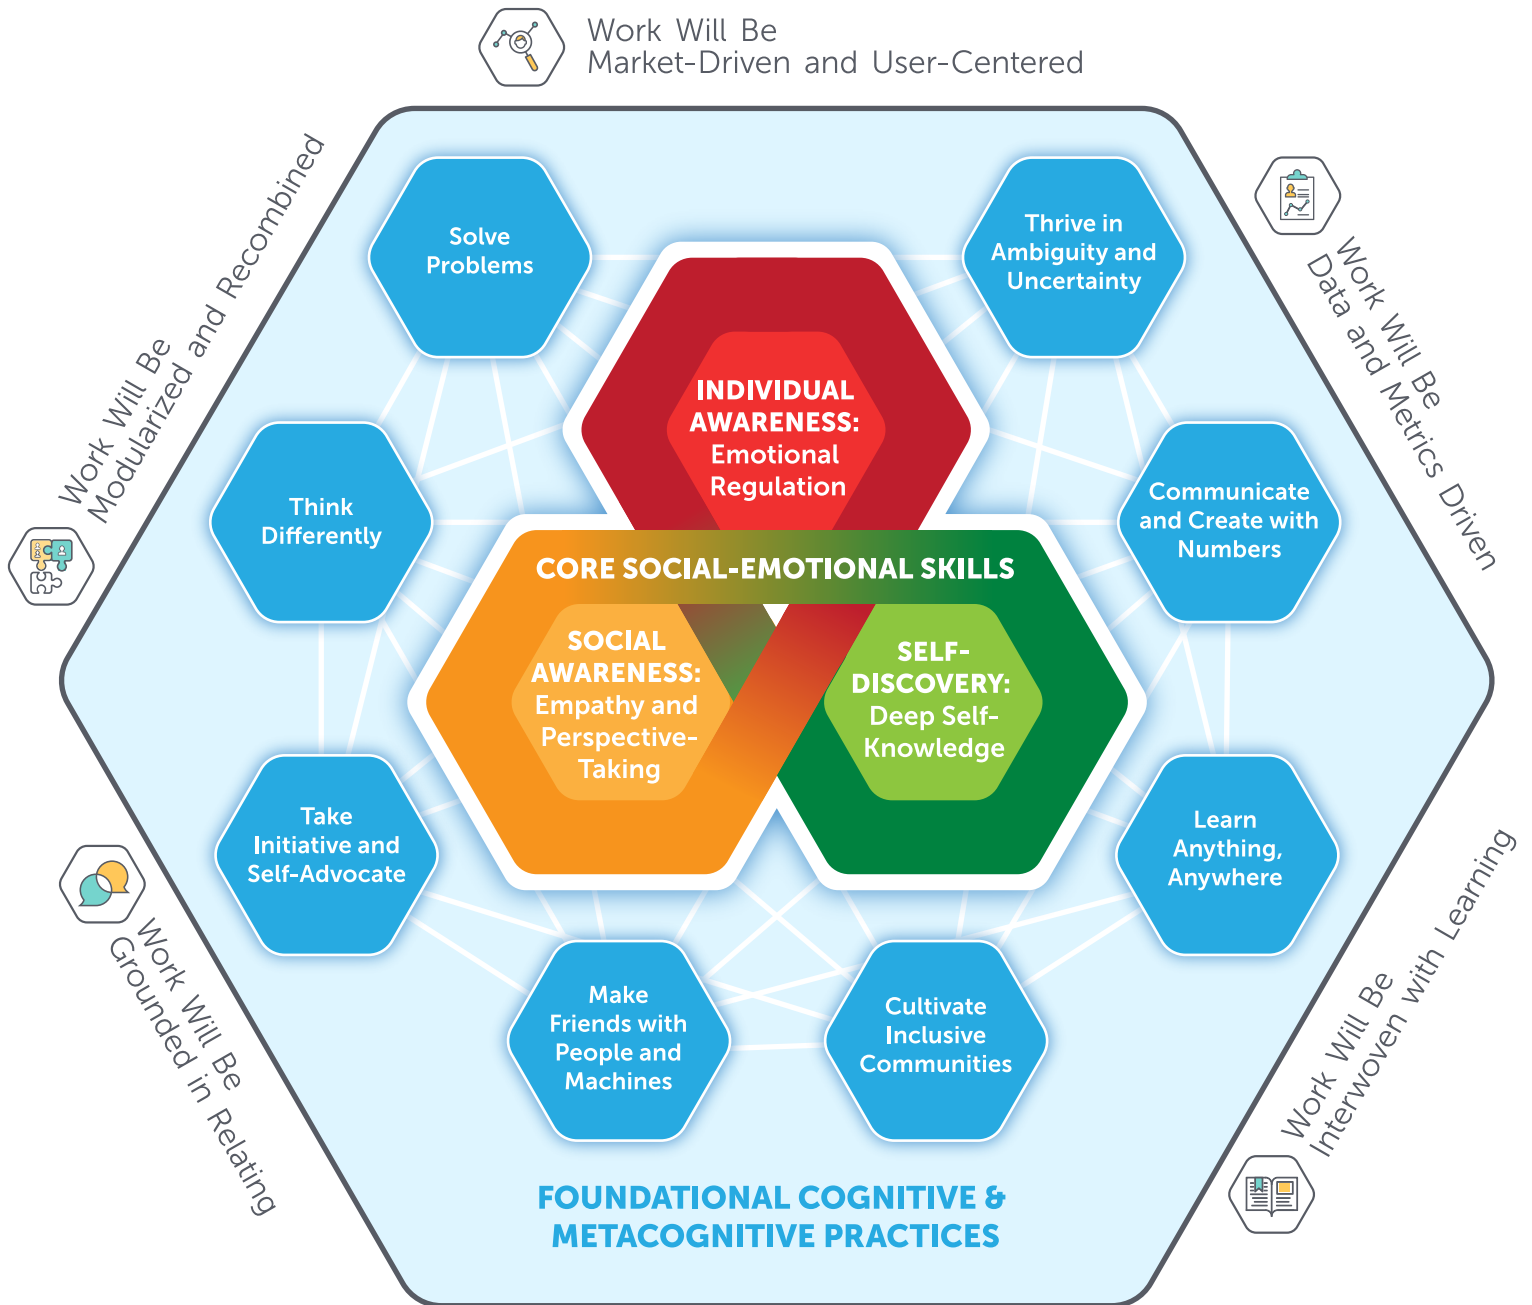 Work Will Be
Market-Driven and User-Centered
Work Will Be
Modularized and Recombined
Work Will Be
Data and Metrics Driven
Solve
Problems
Thrive in
Ambiguity and
Uncertainty
INDIVIDUAL
AWARENESS:
Emotional
Regulation
Think
Differently
Communicate
and Create with
Numbers
CORE SOCIAL-EMOTIONAL SKILLS
SOCIAL
AWARENESS:
Empathy and
Perspective-
Taking
SELF-
DISCOVERY:
Deep Self-
Knowledge
Take
Initiative and
Self-Advocate
Learn
Anything,
Anywhere
Work Will Be
Grounded in Relating
Work Will Be
Interwoven with Learning
Make
Friends with
People and
Machines
Cultivate
Inclusive
Communities
FOUNDATIONAL COGNITIVE &
METACOGNITIVE PRACTICES